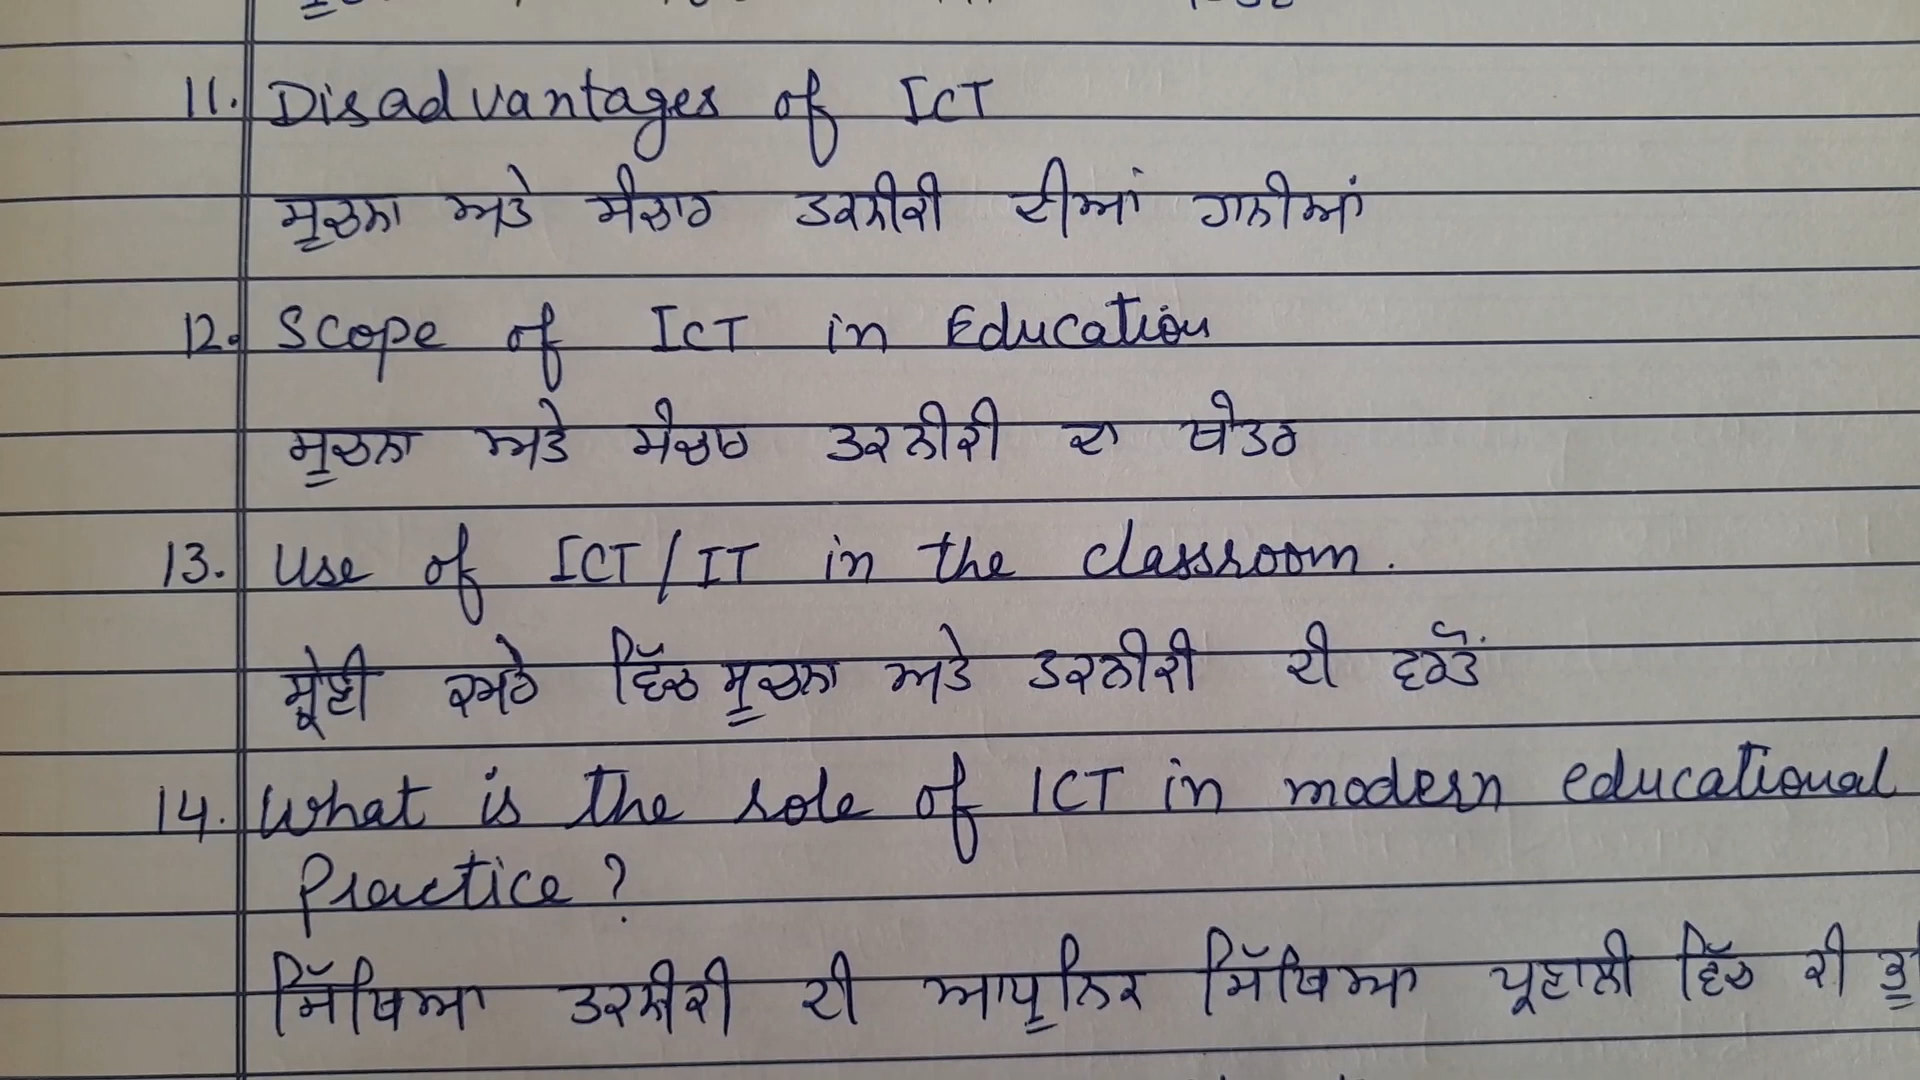 11. Disadvantages of ICT
ਸੂਚਨਾ ਅਤੇ ਸੰਚਾਰ ਤਕਨੀਕੀ ਦੀਆਂ ਹਾਨੀਆਂ
12. Scope of ICT in Education
ਸੂਚਨਾ ਅਤੇ ਸੰਚਾਰ ਤਕਨੀਕੀ ਦਾ ਖੇਤਰ
13. Use of ICT/IT in the classroom.
ਸ਼੍ਰੇਣੀ ਕਮਰੇ ਵਿੱਚ ਸੂਚਨਾ ਅਤੇ ਤਕਨੀਕੀ ਦੀ ਵਰਤੋਂ
14. What is the role of ICT in modern educational
Practice?
ਸਿੱਖਿਆ ਤਕਨੀਕੀ ਦੀ ਆਧੁਨਿਕ ਸਿੱਖਿਆ ਪ੍ਰਣਾਲੀ ਵਿੱਚ ਕੀ